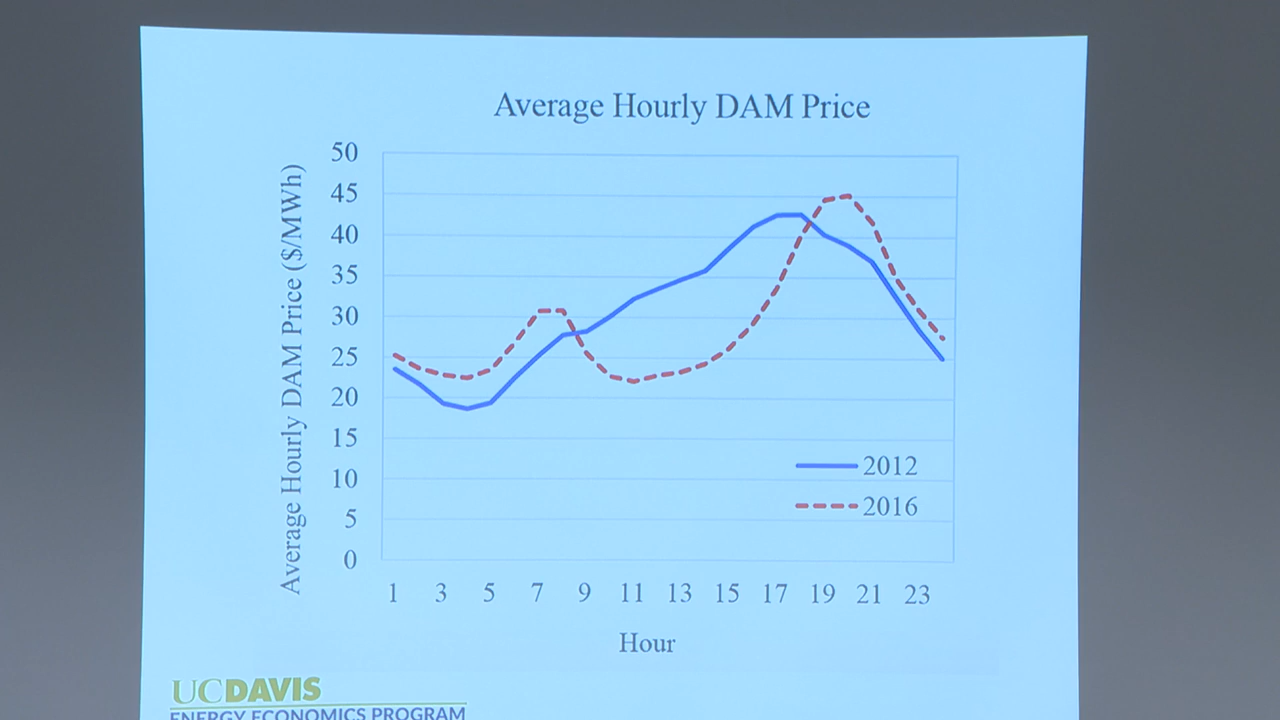 Average Hourly DAM Price
Average Hourly DAM Price ($/MWh)
50
45
40
35
30
25
20
15
10
5
0
2012
2016
1 3 5 7 9 11 13 15 17 19 21 23
Hour
UCDAVIS
ENERGY ECONOMICS PROGRAM